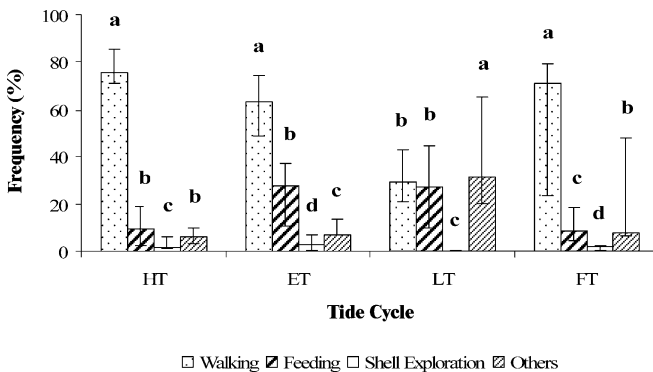 100
80
60
40
20
0
Frequency (%)
a b c b
a b d c
b b c a
a c d b
HT ET LT FT
Tide Cycle
Walking Feeding Shell Exploration Others